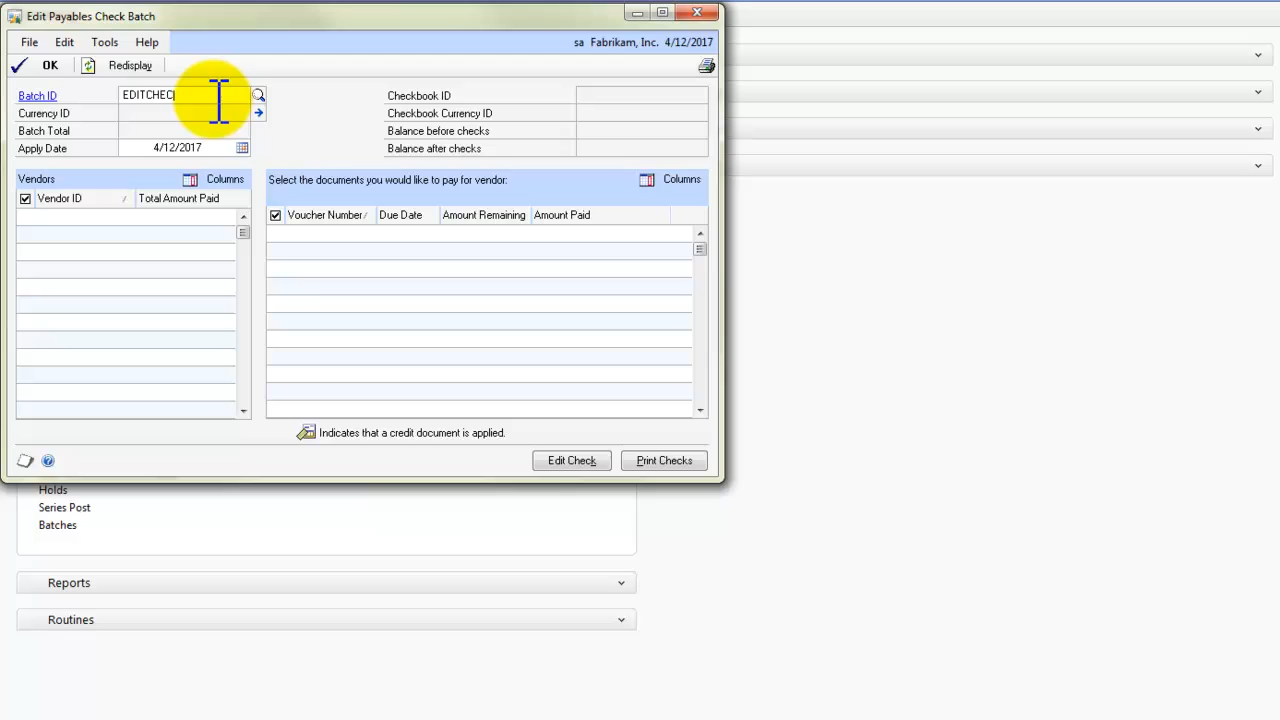 Edit Payables Check Batch
File Edit Tools Help sa Fabrikam, Inc. 4/12/2017
OK Redisplay
Batch ID EDITCHEC Checkbook ID
Currency ID Checkbook Currency ID
Batch Total Balance before checks
Apply Date 4/12/2017 Balance after checks
Vendors Columns Select the documents you would like to pay for vendor: Columns
Vendor ID Total Amount Paid
Voucher Number Due Date Amount Remaining Amount Paid
Indicates that a credit document is applied.
Edit Check Print Checks
Holds
Series Post
Batches
Reports
Routines